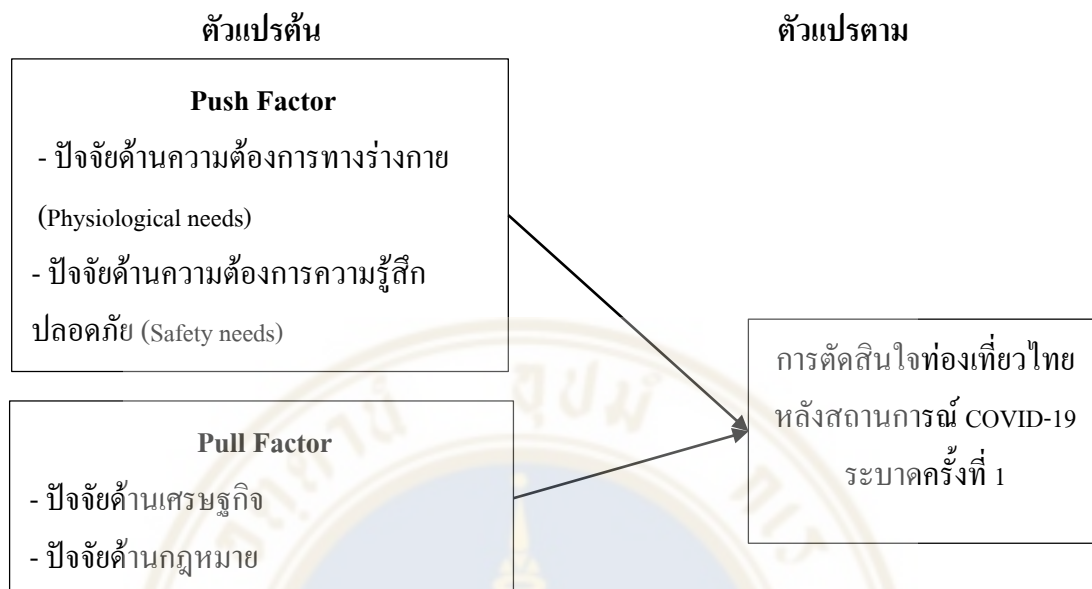 ตัวแปรต้น
ตัวแปรตาม
Push Factor
- ปัจจัยด้านความต้องการทางร่างกาย
(Physiological needs)
- ปัจจัยด้านความต้องการความรู้สึก
ปลอดภัย (Safety needs)
Pull Factor
- ปัจจัยด้านเศรษฐกิจ
- ปัจจัยด้านกฎหมาย
การตัดสินใจท่องเที่ยวไทย
หลังสถานการณ์ COVID-19
ระบาดครั้งที่ 1